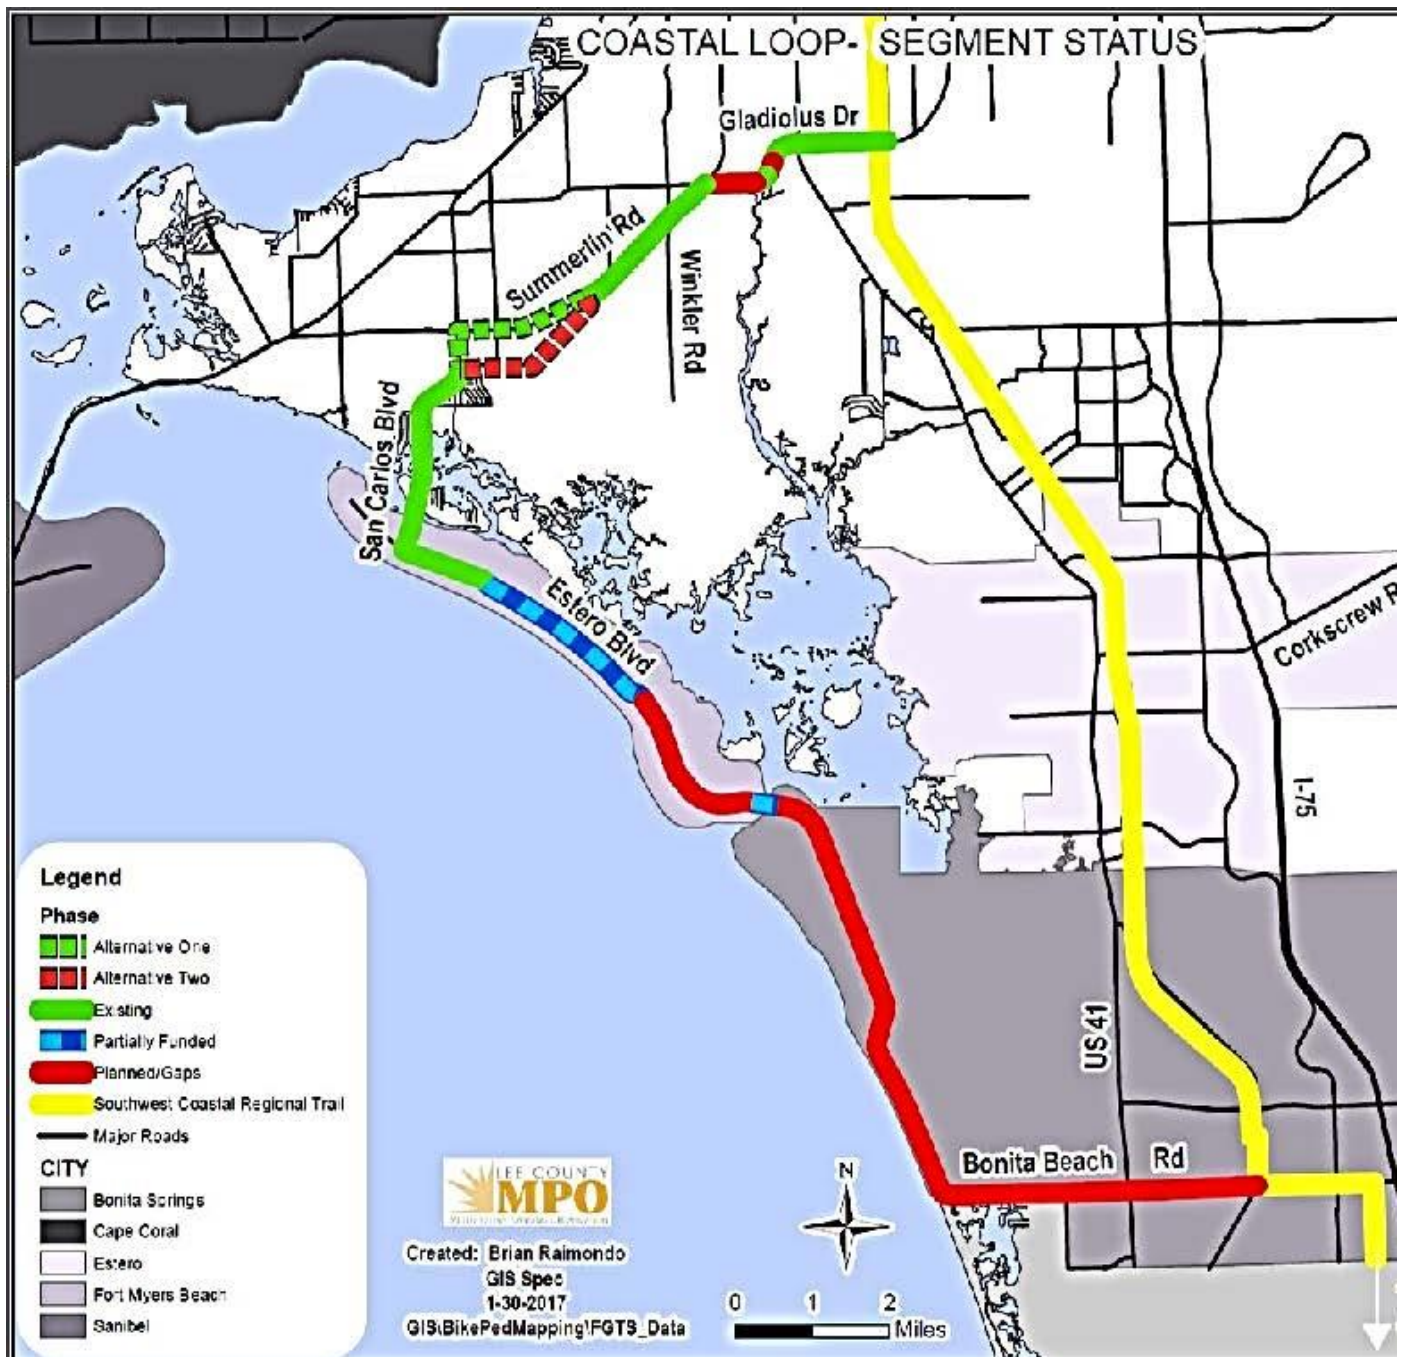 COASTAL LOOP- SEGMENT STATUS
Gladiolus Dr
Summerlin Rd
Winkler Rd
San Carlos Blvd
Estero Blvd
Corkscrew R
I-75
US 41
Bonita Beach Rd
Legend
Phase
Alternative One
Alternative Two
Existing
Partially Funded
Planned/Gaps
Southwest Coastal Regional Trail
Major Roads
CITY
Bonita Springs
Cape Coral
Estero
Fort Myers Beach
Sanibel
LEE COUNTY
MPO
Created: Brian Raimondo
GIS Spec
1-30-2017
GIS\BikePedMapping\FGTS_Data
N
0 1 2
Miles